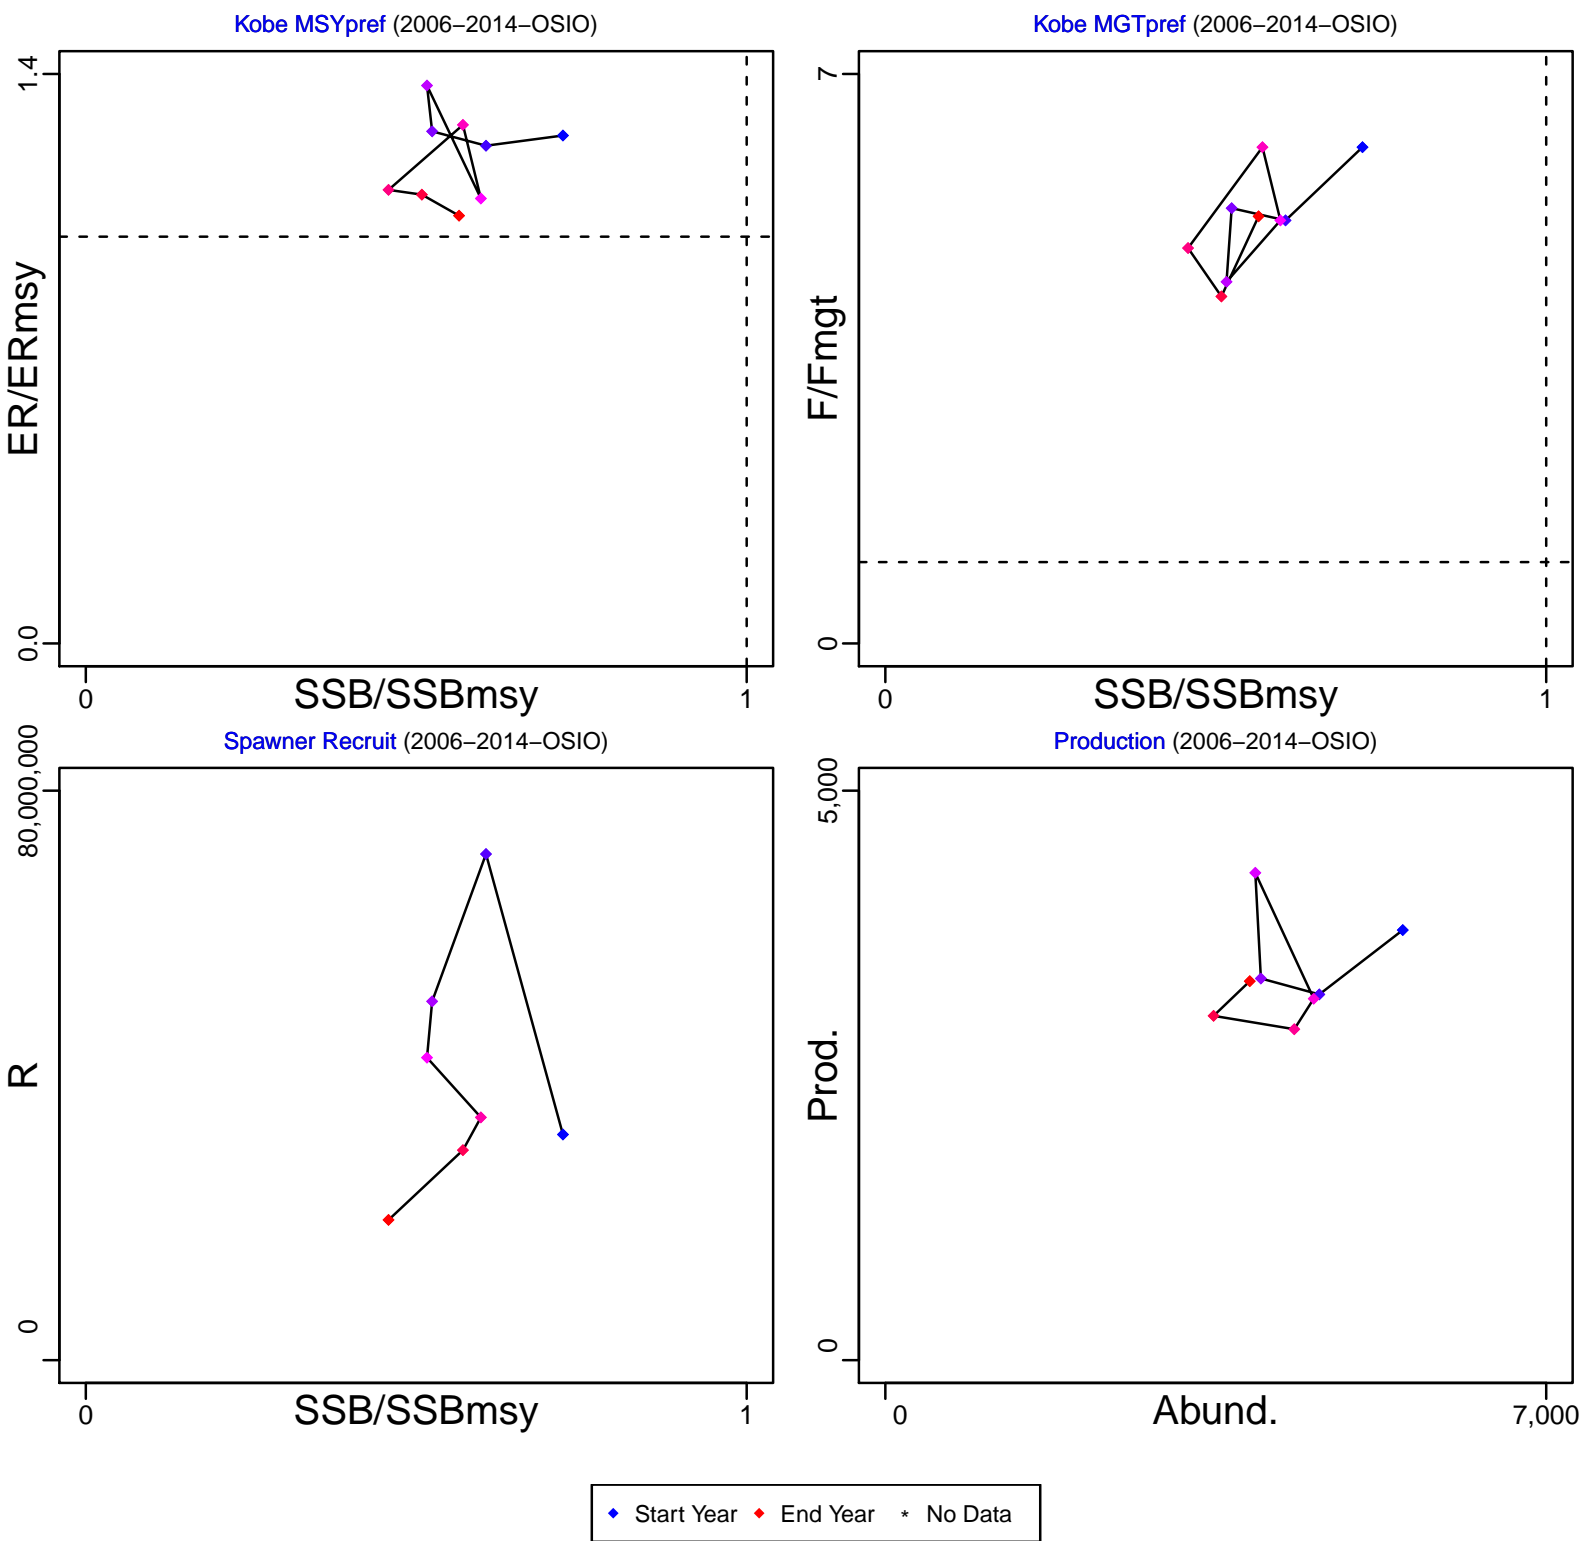 Kobe MSYpref (2006–2014–OSIO)
1.4
0.0
ER/ERmsy
0
1
SSB/SSBmsy
Kobe MGTpref (2006–2014–OSIO)
7
0
F/Fmgt
0
1
SSB/SSBmsy
Spawner Recruit (2006–2014–OSIO)
80,000,000
0
R
0
1
SSB/SSBmsy
Production (2006–2014–OSIO)
5,000
0
Prod.
0
7,000
Abund.
Start Year End Year * No Data